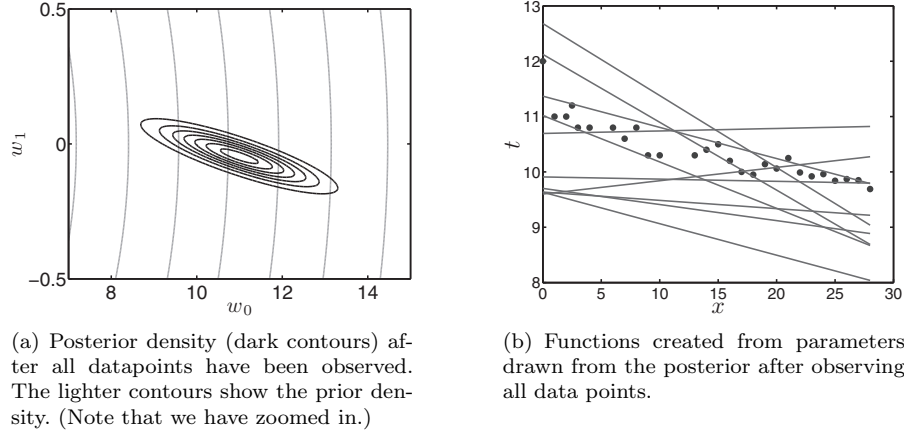 0.5
0
−0.5
w₁
8
10
12
14
w₀
13
12
11
10
9
8
t
0
5
10
15
20
25
30
x
(a) Posterior density (dark contours) af-
ter all datapoints have been observed.
The lighter contours show the prior den-
sity. (Note that we have zoomed in.)
(b) Functions created from parameters
drawn from the posterior after observing
all data points.